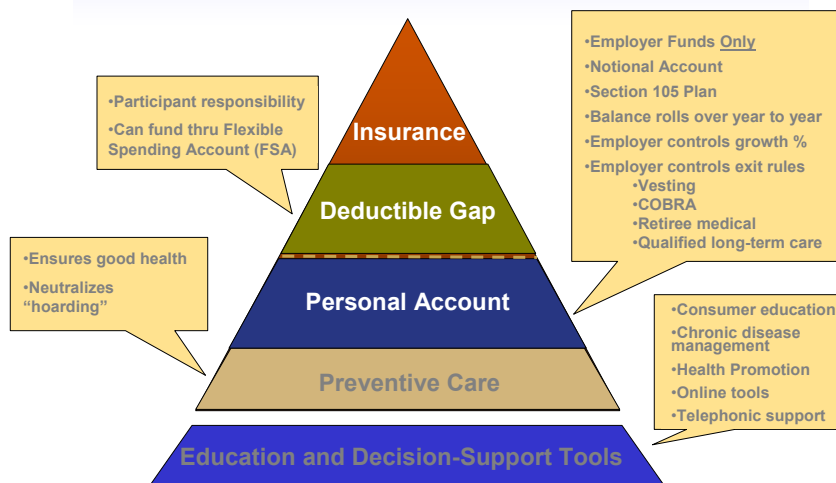 •Employer Funds Only
•Notional Account
•Section 105 Plan
•Balance rolls over year to year
•Employer controls growth %
•Employer controls exit rules
•Vesting
•COBRA
•Retiree medical
•Qualified long-term care
•Participant responsibility
•Can fund thru Flexible
Spending Account (FSA)
Insurance
Deductible Gap
•Ensures good health
•Neutralizes
“hoarding”
Personal Account
•Consumer education
•Chronic disease
management
•Health Promotion
•Online tools
•Telephonic support
Preventive Care
Education and Decision-Support Tools